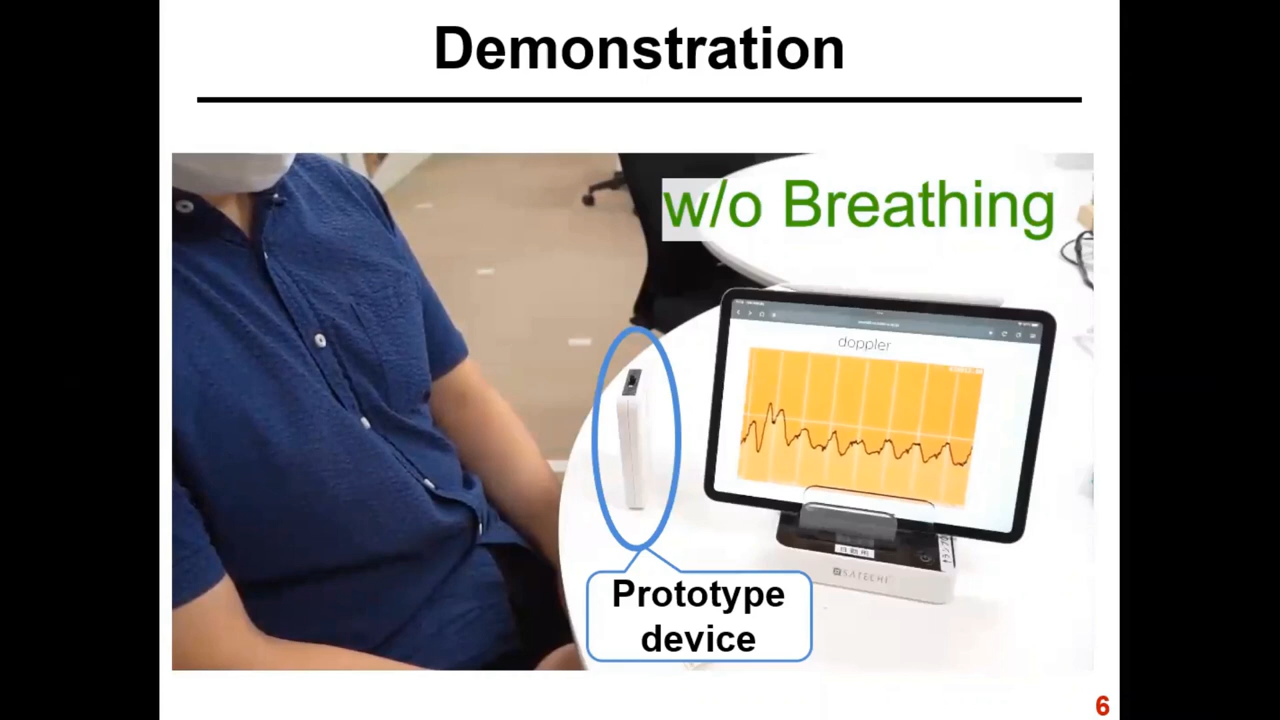 Demonstration
w/o Breathing
doppler
Prototype
device
SATECHI
6